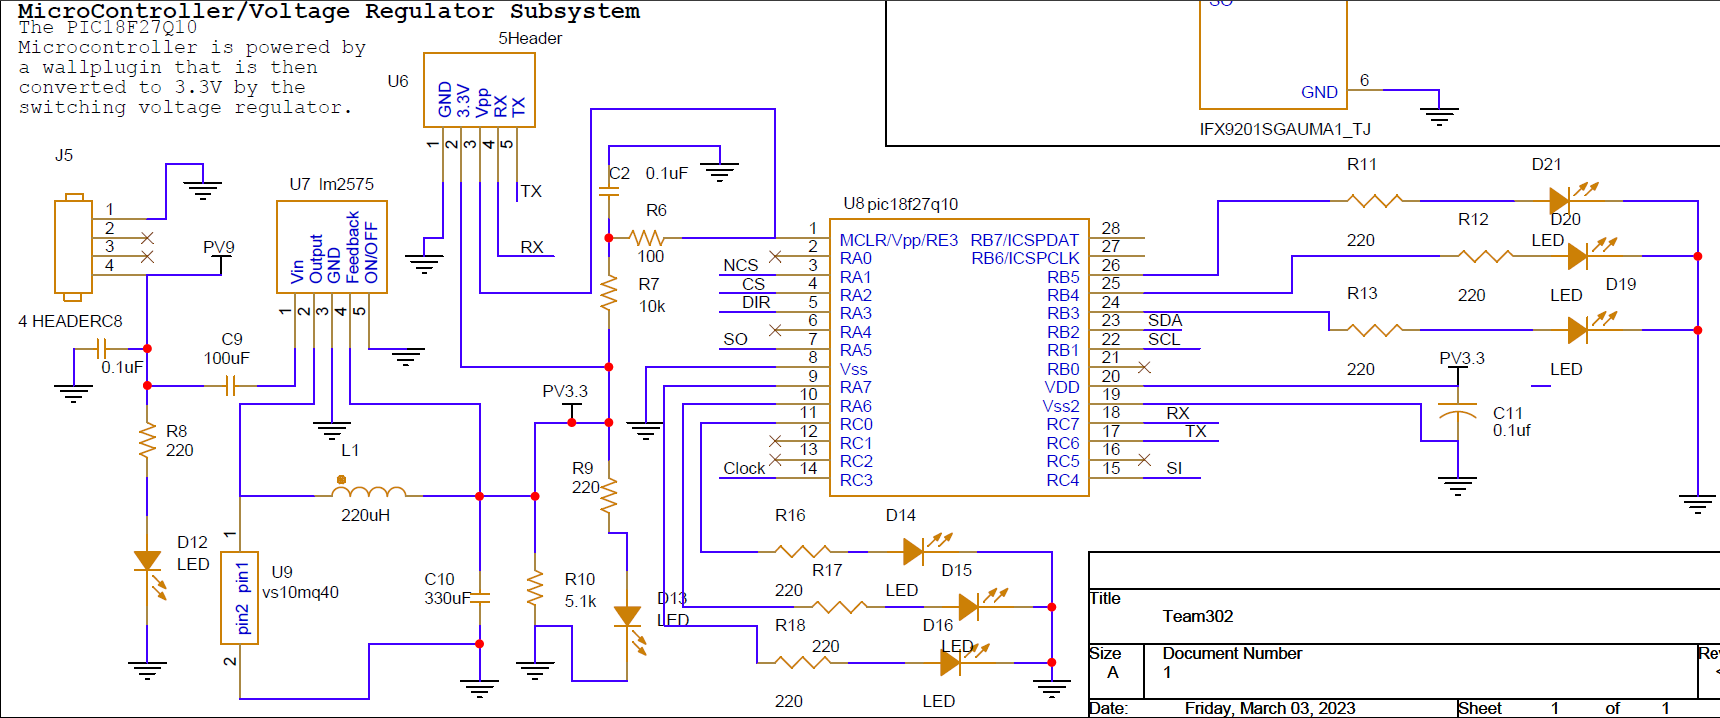 MicroController/Voltage Regulator Subsystem
The PIC18F27Q10
Microcontroller is powered by
a wallplugin that is then
converted to 3.3V by the
switching voltage regulator.
5Header
U6
GND
3.3V
Vpp
RX
TX
1
2
3
4
5
TX
RX
GND
6
IFX9201SGAUMA1_TJ
J5
1
2
3
4
4 HEADER
PV9
U7 lm2575
Vin
Output
GND
Feedback
ON/OFF
1
2
3
4
5
C8
0.1uF
C9
100uF
R8
220
D12
LED
L1
220uH
U9
vs10mq40
pin1
pin2
1
2
C10
330uF
R10
5.1k
PV3.3
R9
220
D13
LED
C2 0.1uF
R6
100
R7
10k
U8 pic18f27q10
1 MCLR/Vpp/RE3
2 RA0
NCS 3 RA1
CS 4 RA2
DIR 5 RA3
6 RA4
SO 7 RA5
8 Vss
9 RA7
10 RA6
11 RC0
12 RC1
13 RC2
Clock 14 RC3
RB7/ICSPDAT 28
RB6/ICSPCLK 27
RB5 26
RB4 25
RB3 24
RB2 23 SDA
RB1 22 SCL
RB0 21
VDD 20
Vss2 19
RC7 18 RX
RC6 17 TX
RC5 16
RC4 15 SI
R11
D21
220
LED
R12
D20
220
LED
R13
D19
220
LED
PV3.3
C11
0.1uf
R16
D14
220
LED
R17
D15
220
LED
R18
D16
220
LED
Title
Team302
Size
A
Document Number
1
Date:
Friday, March 03, 2023
Sheet 1 of 1